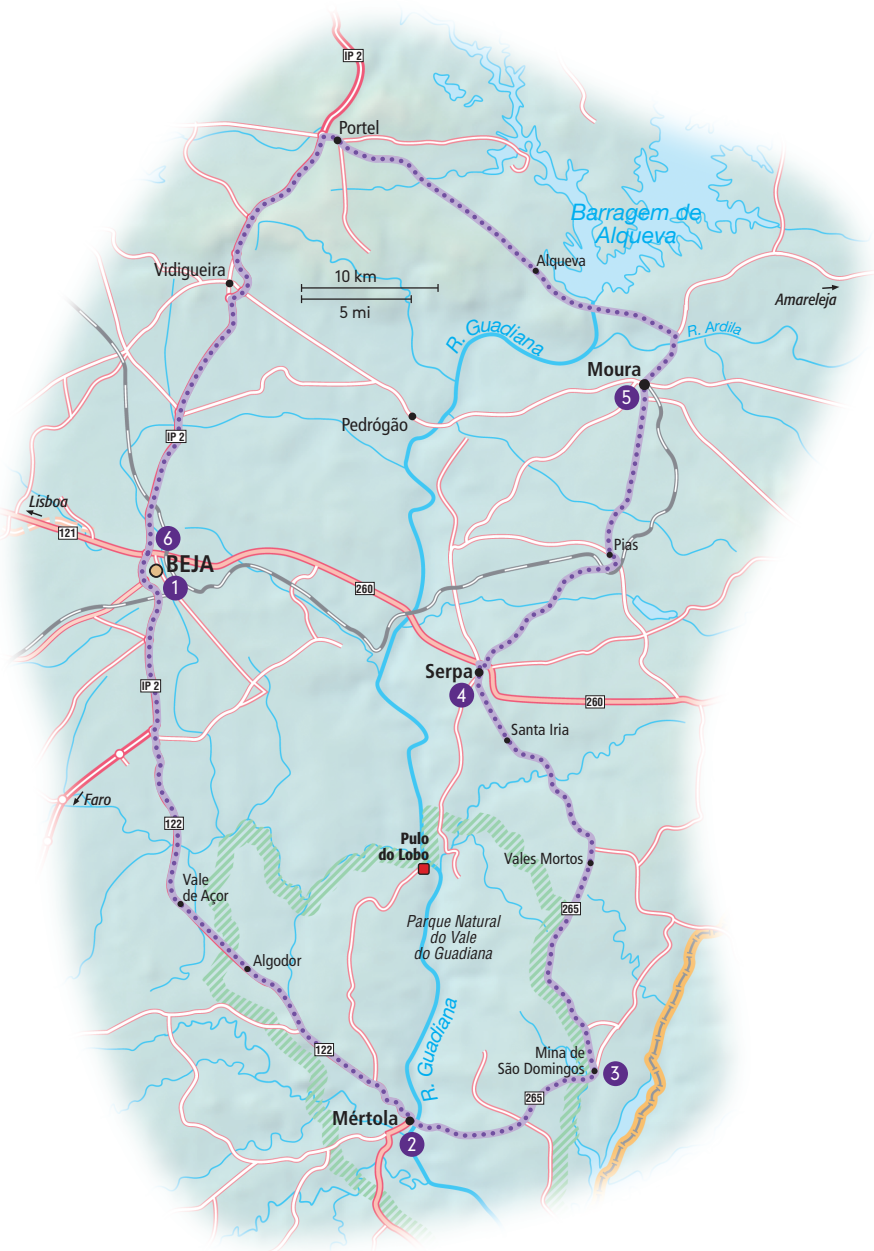 IP 2
Portel
Barragem de
Alqueva
Alqueva
Vidigueira
10 km
5 mi
Amareleja
R. Guadiana
R. Ardila
Moura
5
Pedrógão
IP 2
Lisboa
121
6
BEJA
1
Pias
260
Serpa
4
260
IP 2
Santa Iria
Faro
122
Pulo
do Lobo
Vales Mortos
Vale
de Açor
265
Parque Natural
do Vale
do Guadiana
Algodor
122
R. Guadiana
Mina de
São Domingos
3
265
Mértola
2